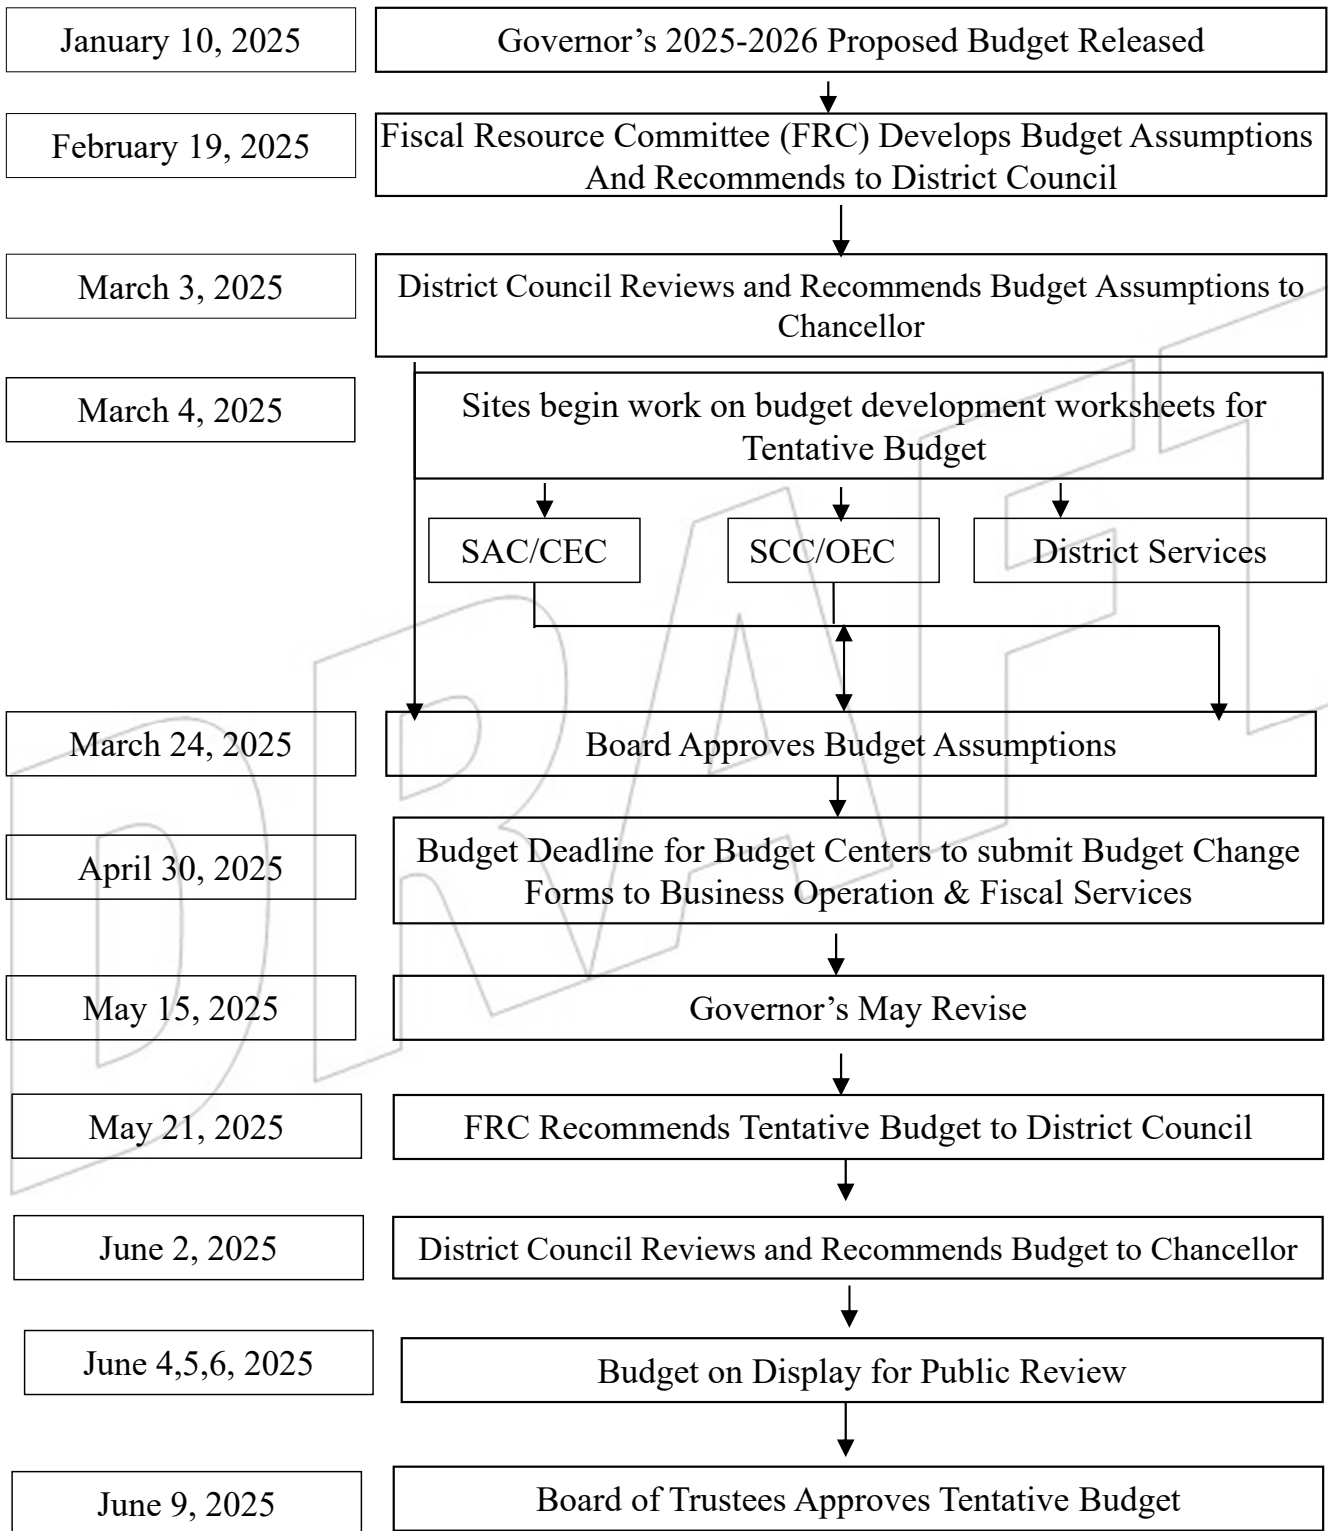 January 10, 2025
Governor’s 2025-2026 Proposed Budget Released
February 19, 2025
Fiscal Resource Committee (FRC) Develops Budget Assumptions
And Recommends to District Council
March 3, 2025
District Council Reviews and Recommends Budget Assumptions to
Chancellor
March 4, 2025
Sites begin work on budget development worksheets for
Tentative Budget
SAC/CEC
SCC/OEC
District Services
March 24, 2025
Board Approves Budget Assumptions
April 30, 2025
Budget Deadline for Budget Centers to submit Budget Change
Forms to Business Operation & Fiscal Services
May 15, 2025
Governor’s May Revise
May 21, 2025
FRC Recommends Tentative Budget to District Council
June 2, 2025
District Council Reviews and Recommends Budget to Chancellor
June 4,5,6, 2025
Budget on Display for Public Review
June 9, 2025
Board of Trustees Approves Tentative Budget
DRAFT